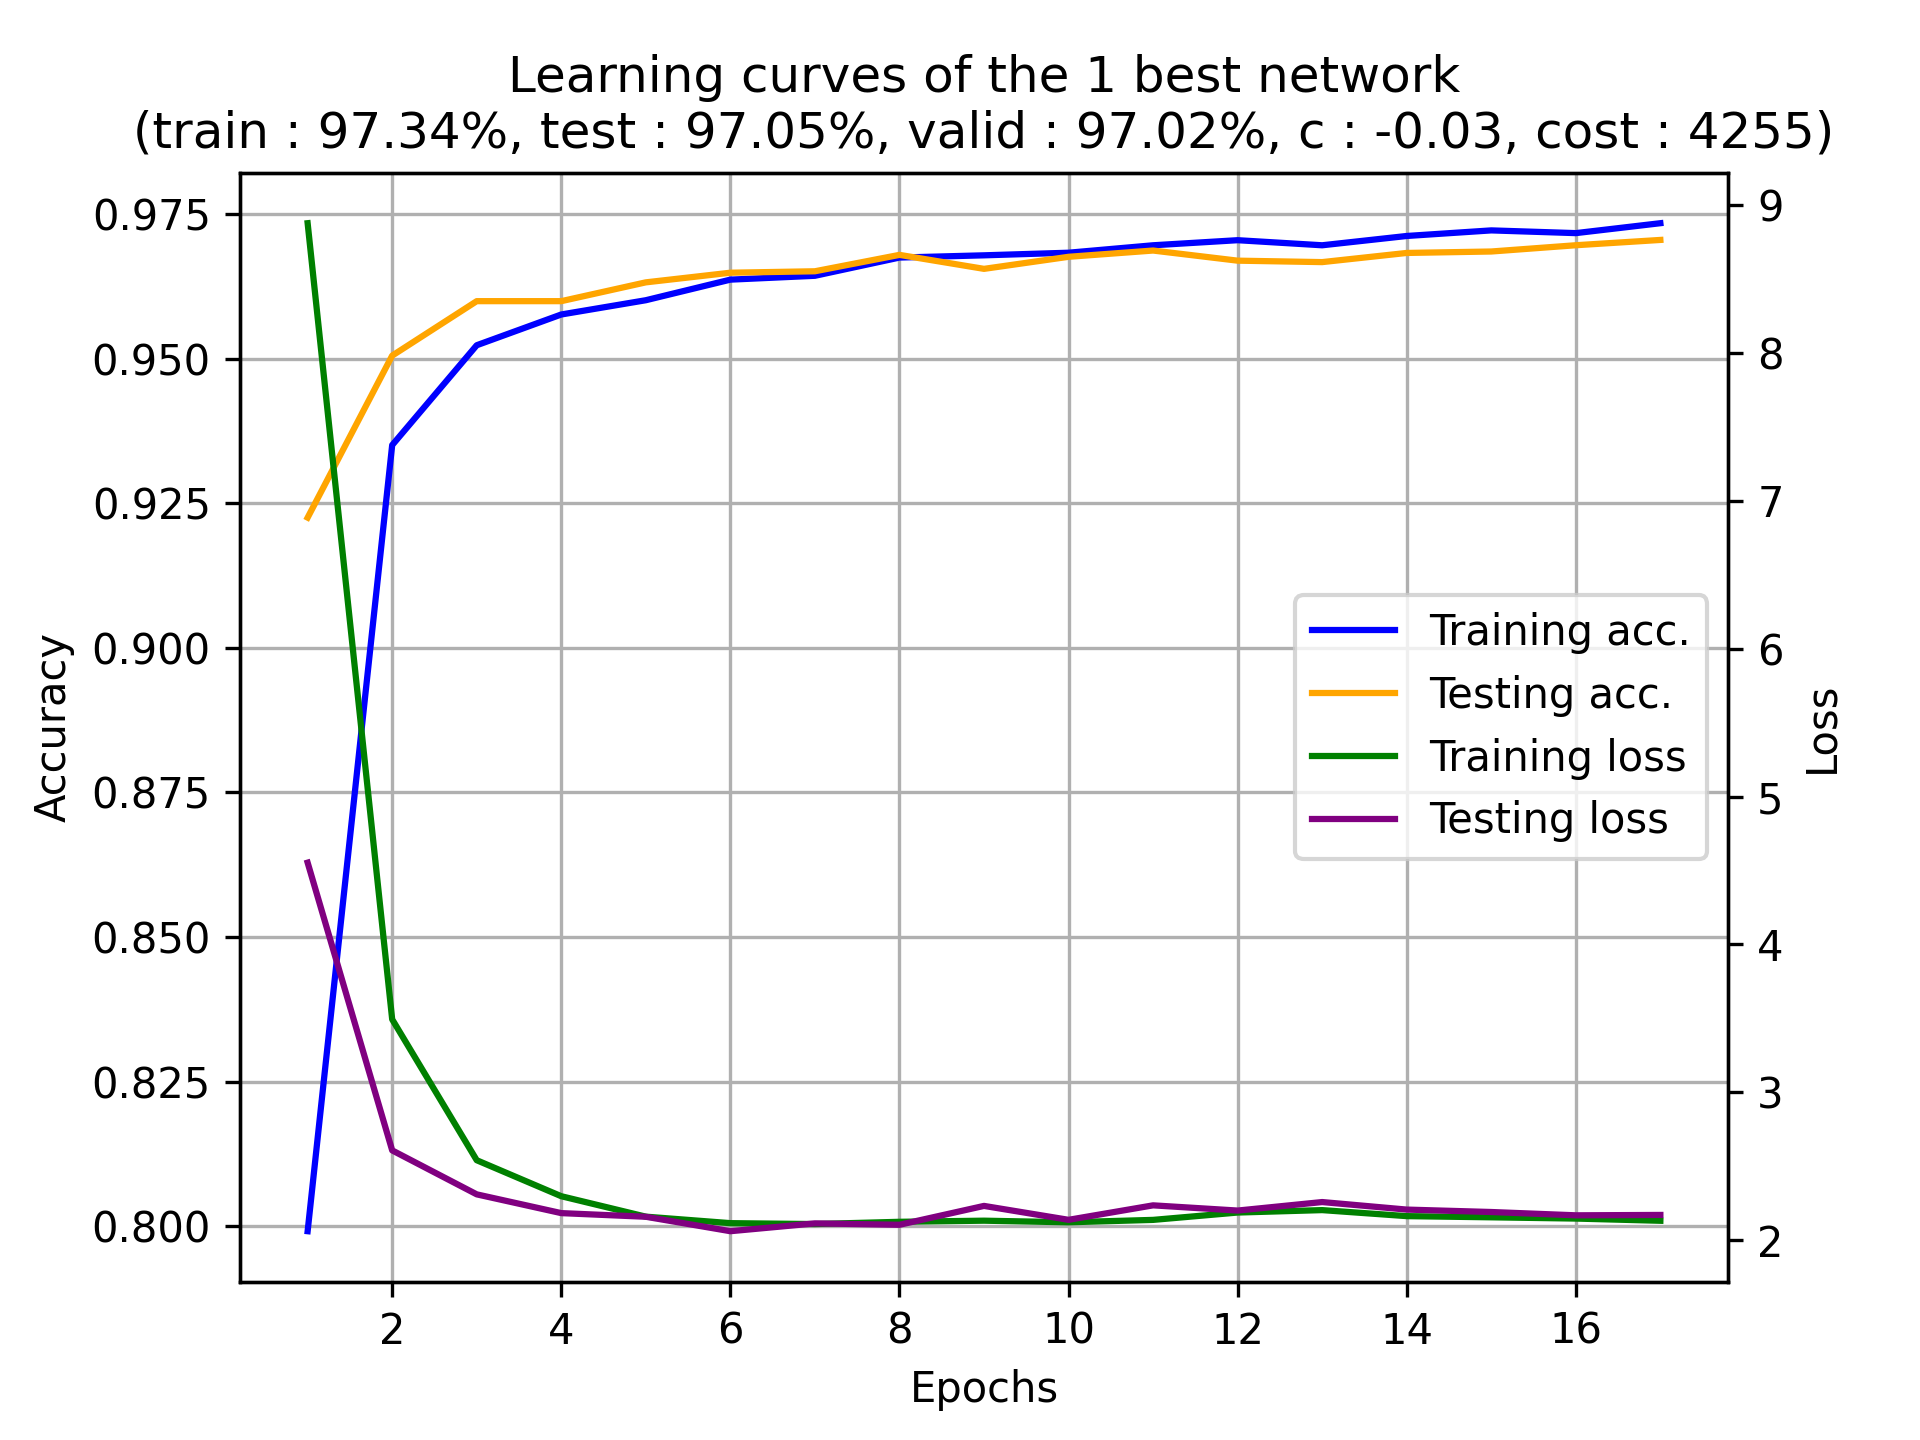 Learning curves of the 1 best network
(train : 97.34%, test : 97.05%, valid : 97.02%, c : -0.03, cost : 4255)
0.975
0.950
0.925
0.900
0.875
0.850
0.825
0.800
Accuracy
9
8
7
6
5
4
3
2
Loss
Training acc.
Testing acc.
Training loss
Testing loss
2 4 6 8 10 12 14 16
Epochs